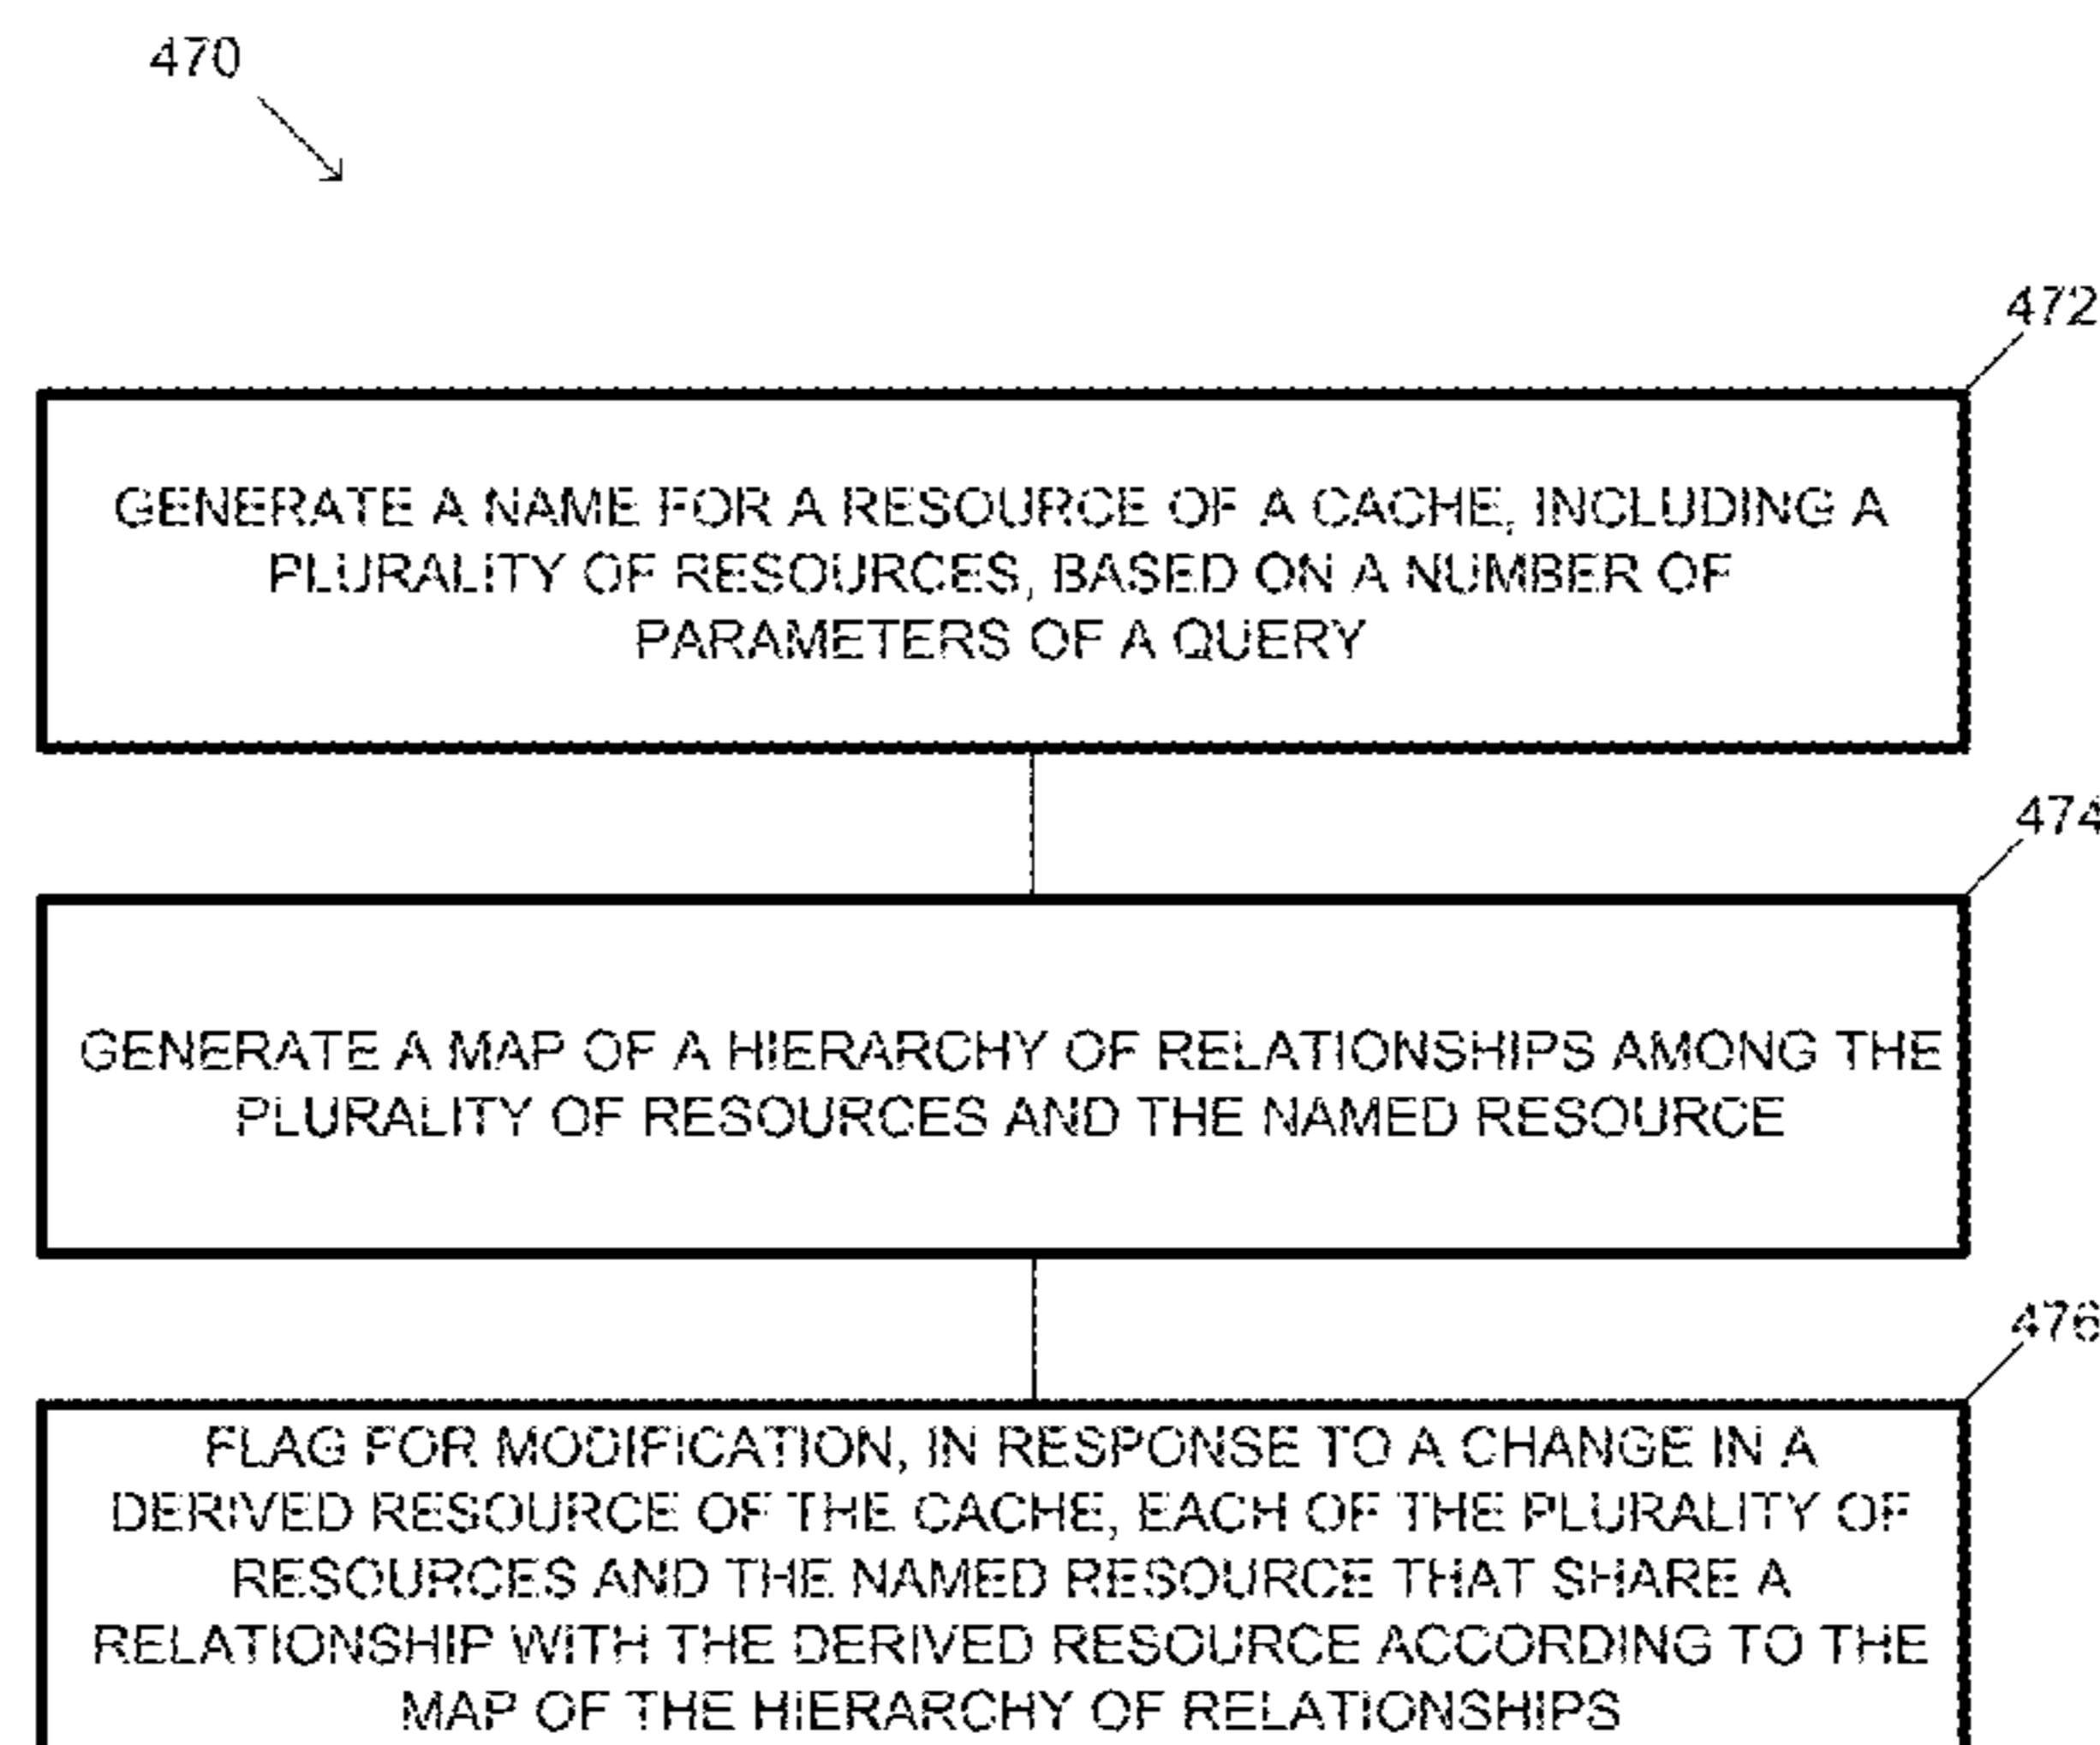 470
472
GENERATE A NAME FOR A RESOURCE OF A CACHE, INCLUDING A
PLURALITY OF RESOURCES, BASED ON A NUMBER OF
PARAMETERS OF A QUERY
474
GENERATE A MAP OF A HIERARCHY OF RELATIONSHIPS AMONG THE
PLURALITY OF RESOURCES AND THE NAMED RESOURCE
476
FLAG FOR MODIFICATION, IN RESPONSE TO A CHANGE IN A
DERIVED RESOURCE OF THE CACHE, EACH OF THE PLURALITY OF
RESOURCES AND THE NAMED RESOURCE THAT SHARE A
RELATIONSHIP WITH THE DERIVED RESOURCE ACCORDING TO THE
MAP OF THE HIERARCHY OF RELATIONSHIPS